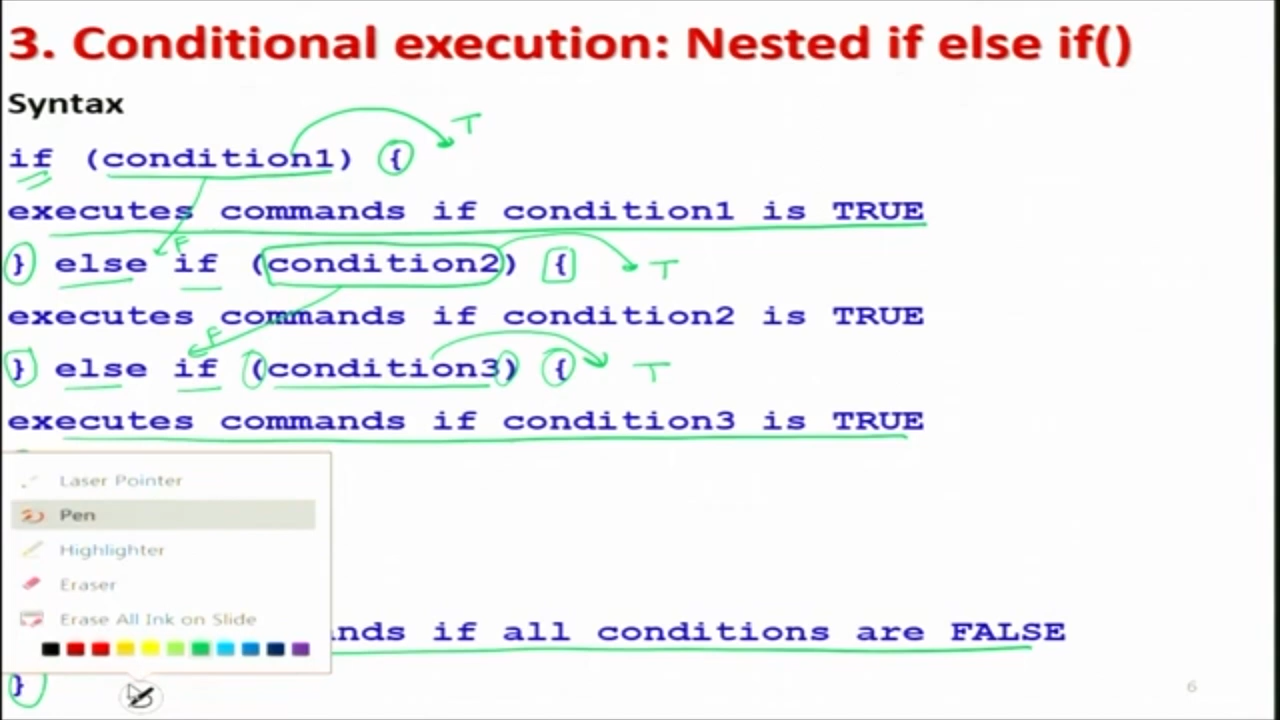 3. Conditional execution: Nested if else if()
Syntax
if (condition1) { T
executes commands if condition1 is TRUE
F
} else if (condition2) { T
executes commands if condition2 is TRUE
F
} else if (condition3) { T
executes commands if condition3 is TRUE
Laser Pointer
Pen
Highlighter
Eraser
Erase All Ink on Slide
if all conditions are FALSE
}
6